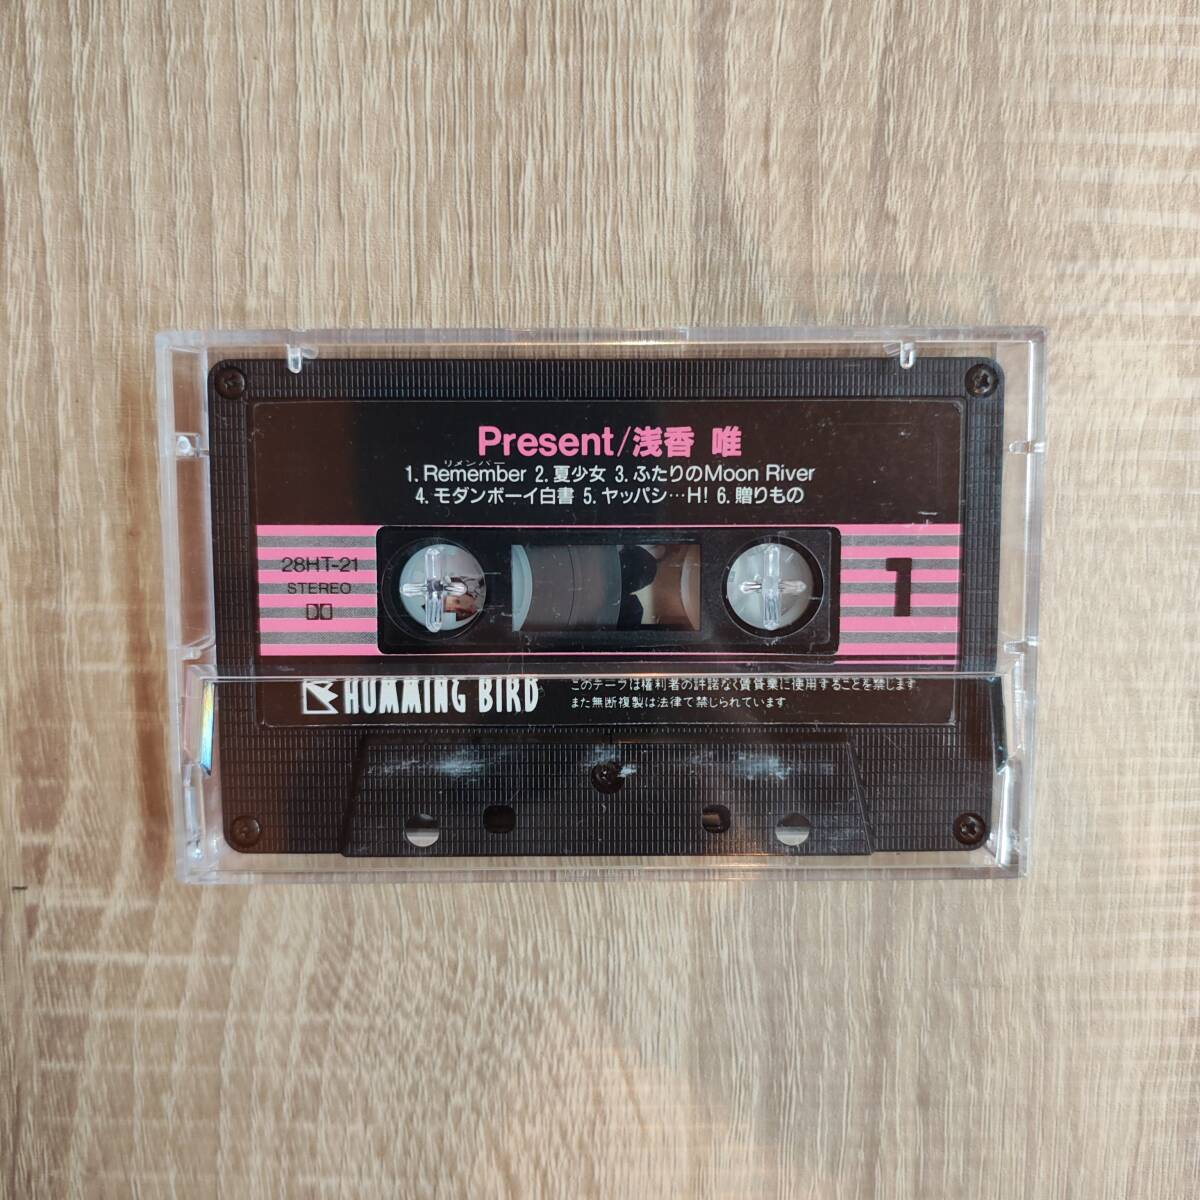 Present/浅香 唯
リメンバー
1. Remember 2. 夏少女 3. ふたりのMoon River
4. モダンボーイ白書 5. ヤッパシ…H! 6. 贈りもの
28HT-21
STEREO
1
HUMMING BIRD
このテープは権利者の許諾なく賃貸業に使用することを禁じます
また無断複製は法律で禁じられています